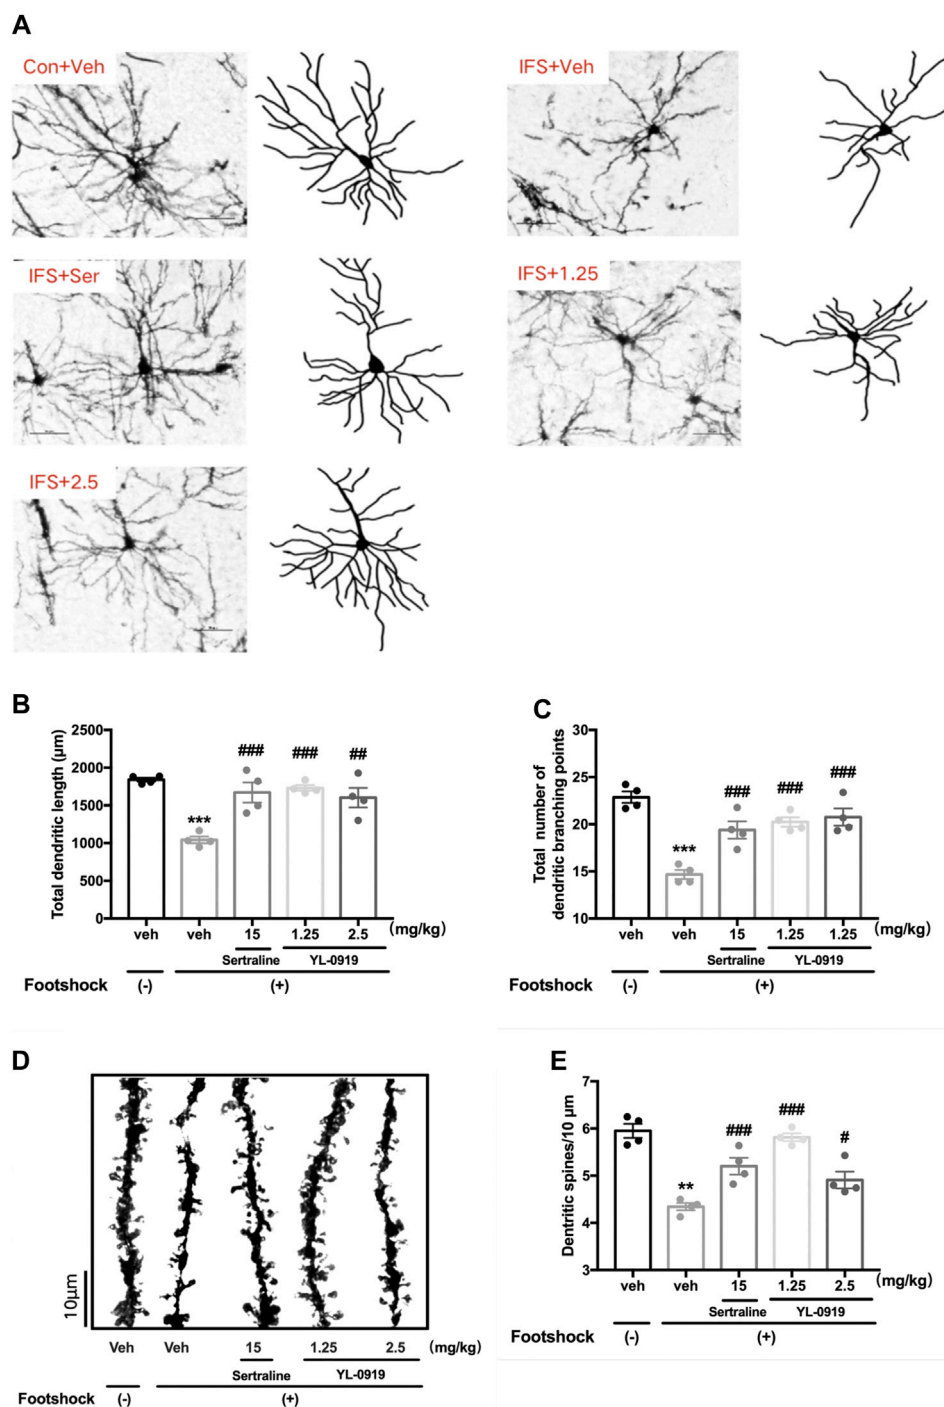 A
Con+Veh
IFS+Veh
IFS+Ser
IFS+1.25
IFS+2.5
B
Total dendritic length (μm)
2500
2000
1500
1000
500
0
***
###
###
##
veh veh 15 1.25 2.5 (mg/kg)
Sertraline YL-0919
Footshock (-) (+)
C
Total number of
dendritic branching points
30
25
20
15
10
***
###
###
###
veh veh 15 1.25 1.25 (mg/kg)
Sertraline YL-0919
Footshock (-) (+)
D
10μm
Veh Veh 15 1.25 2.5 (mg/kg)
Sertraline YL-0919
Footshock (-) (+)
E
Dentritic spines/10 μm
7
6
5
4
3
**
###
###
#
veh veh 15 1.25 2.5 (mg/kg)
Sertraline YL-0919
Footshock (-) (+)